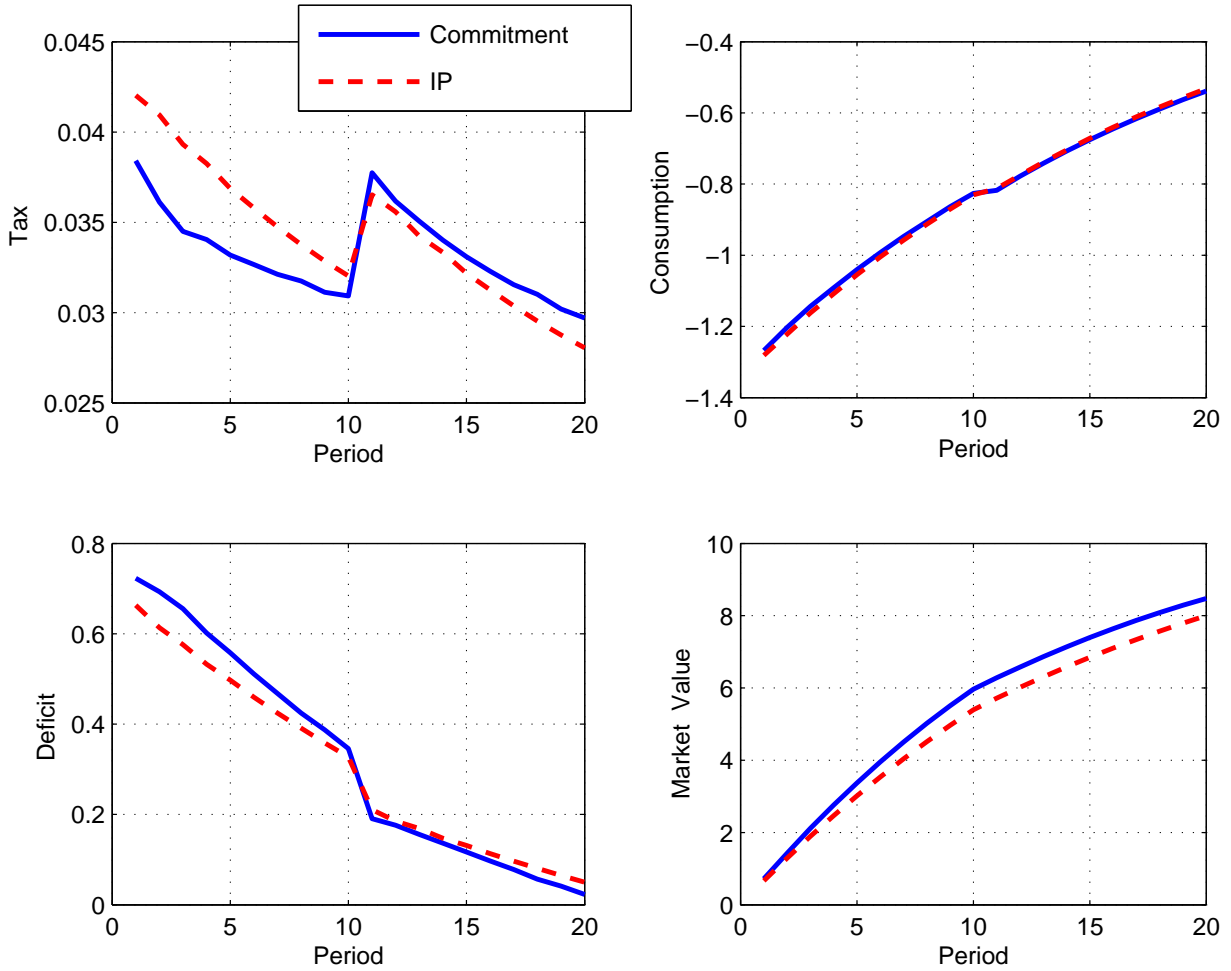 Commitment
IP
0.045
0.04
0.035
0.03
0.025
Tax
0 5 10 15 20
Period
−0.4
−0.6
−0.8
−1
−1.2
−1.4
Consumption
0 5 10 15 20
Period
0.8
0.6
0.4
0.2
0
Deficit
0 5 10 15 20
Period
10
8
6
4
2
0
Market Value
0 5 10 15 20
Period